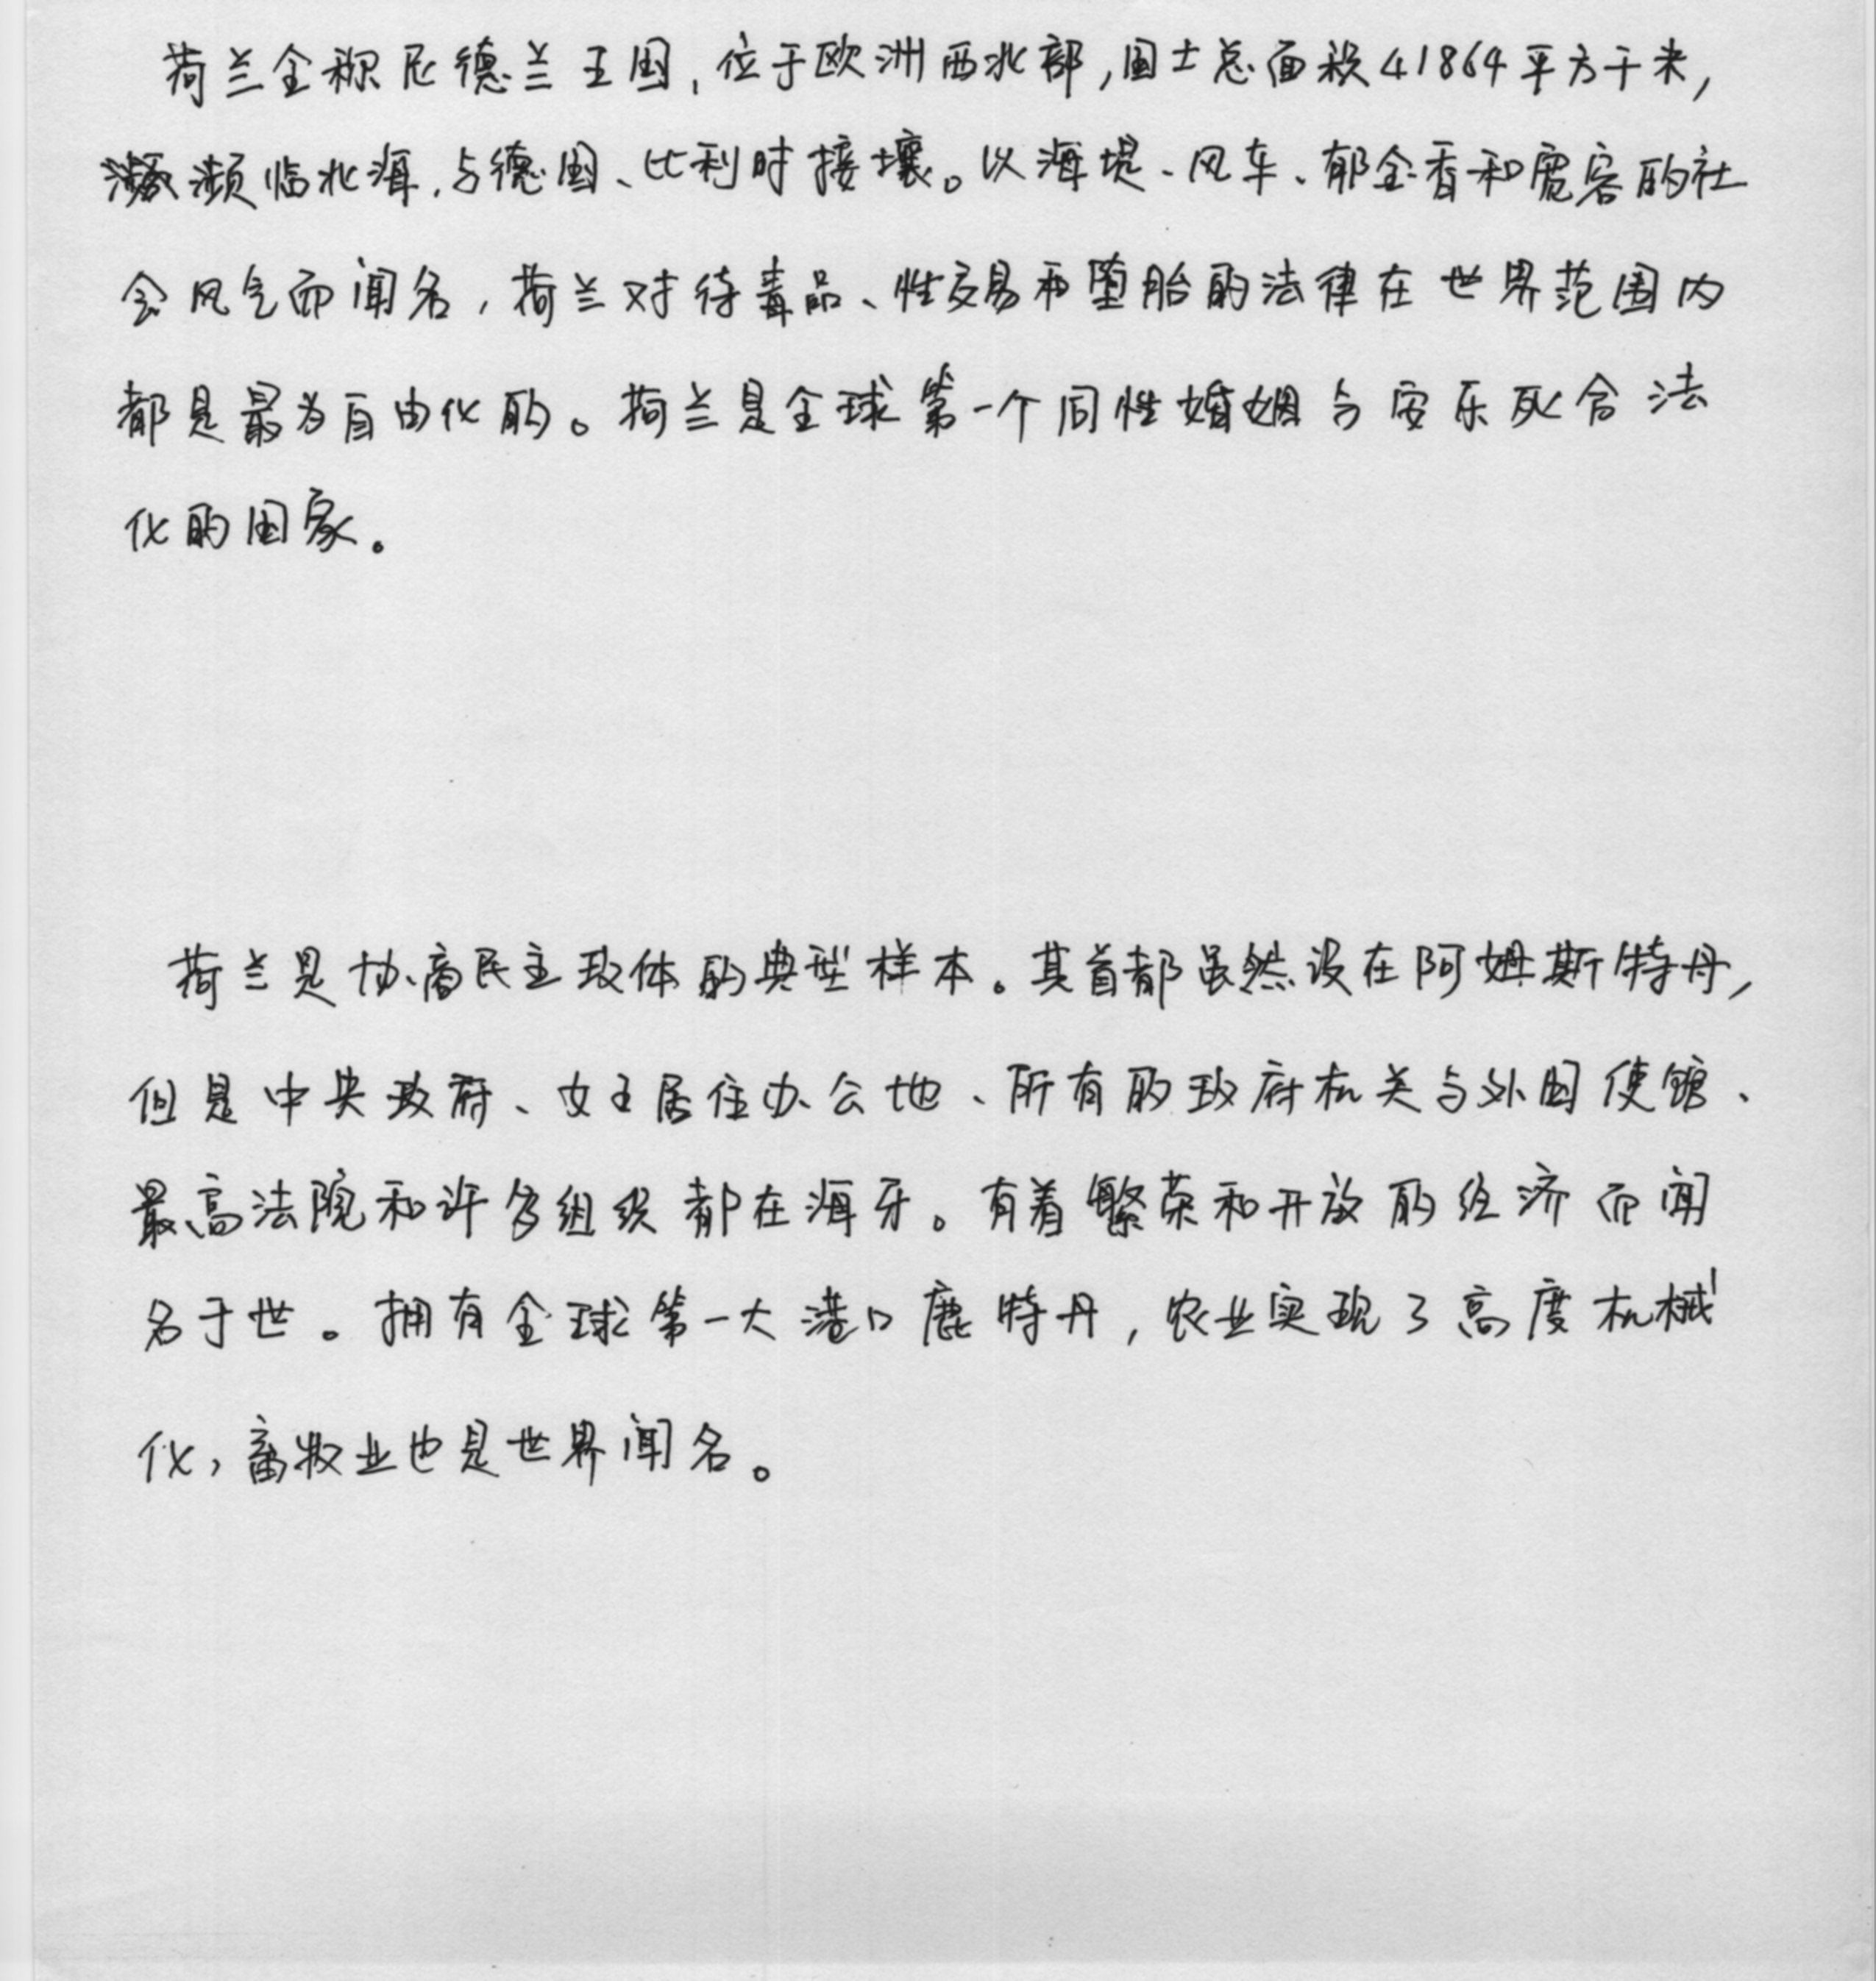 荷兰全称尼德兰王国,位于欧洲西北部,国土总面积41864平方千米,
濒临北海,与德国、比利时接壤。以海堤、风车、郁金香和宽容的社
会风气而闻名,荷兰对待毒品、性交易和堕胎的法律在世界范围内
都是最为自由化的。荷兰是全球第一个同性婚姻与安乐死合法
化的国家。
荷兰是协商民主政体的典型样本。其首都虽然设在阿姆斯特丹,
但是中央政府、女王居住办公地、所有的政府机关与外国使馆、
最高法院和许多组织都在海牙。有着繁荣和开放的经济而闻
名于世。拥有全球第一大港口鹿特丹,农业实现了高度机械
化,畜牧业也是世界闻名。